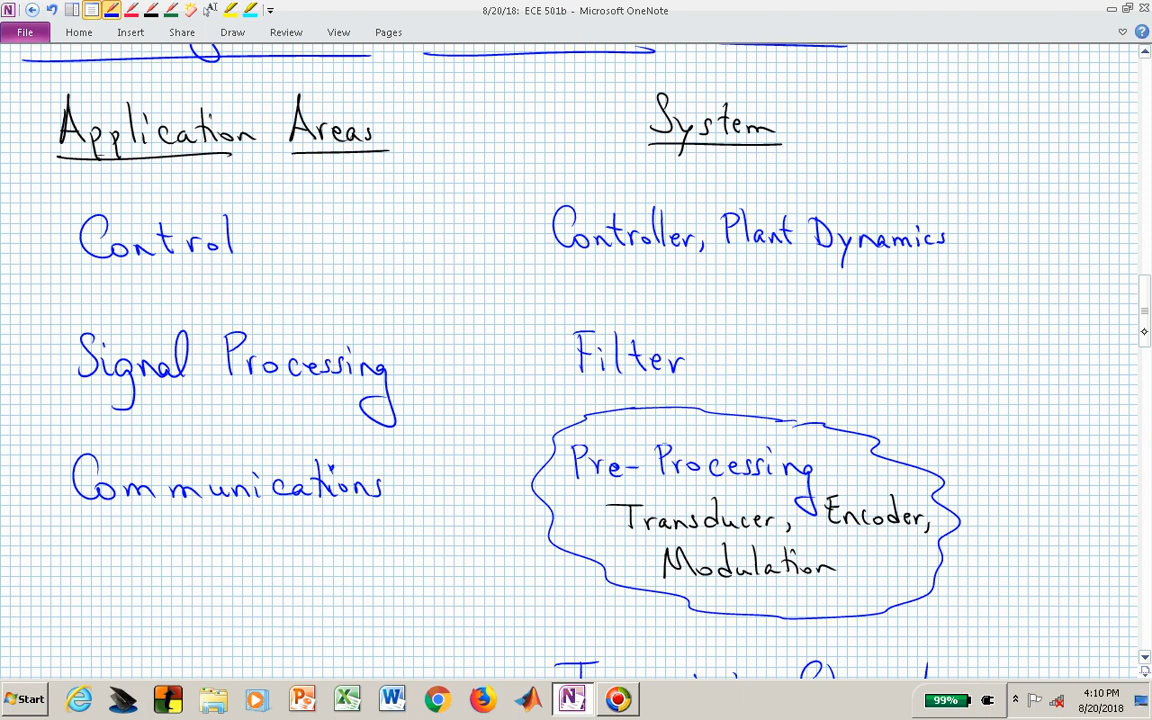 8/20/18: ECE 501b - Microsoft OneNote
File Home Insert Share Draw Review View Pages
Application Areas System
Control Controller, Plant Dynamics
Signal Processing Filter
Communications Pre-Processing
Transducer, Encoder,
Modulation
Start 99% 4:10 PM
8/20/2018